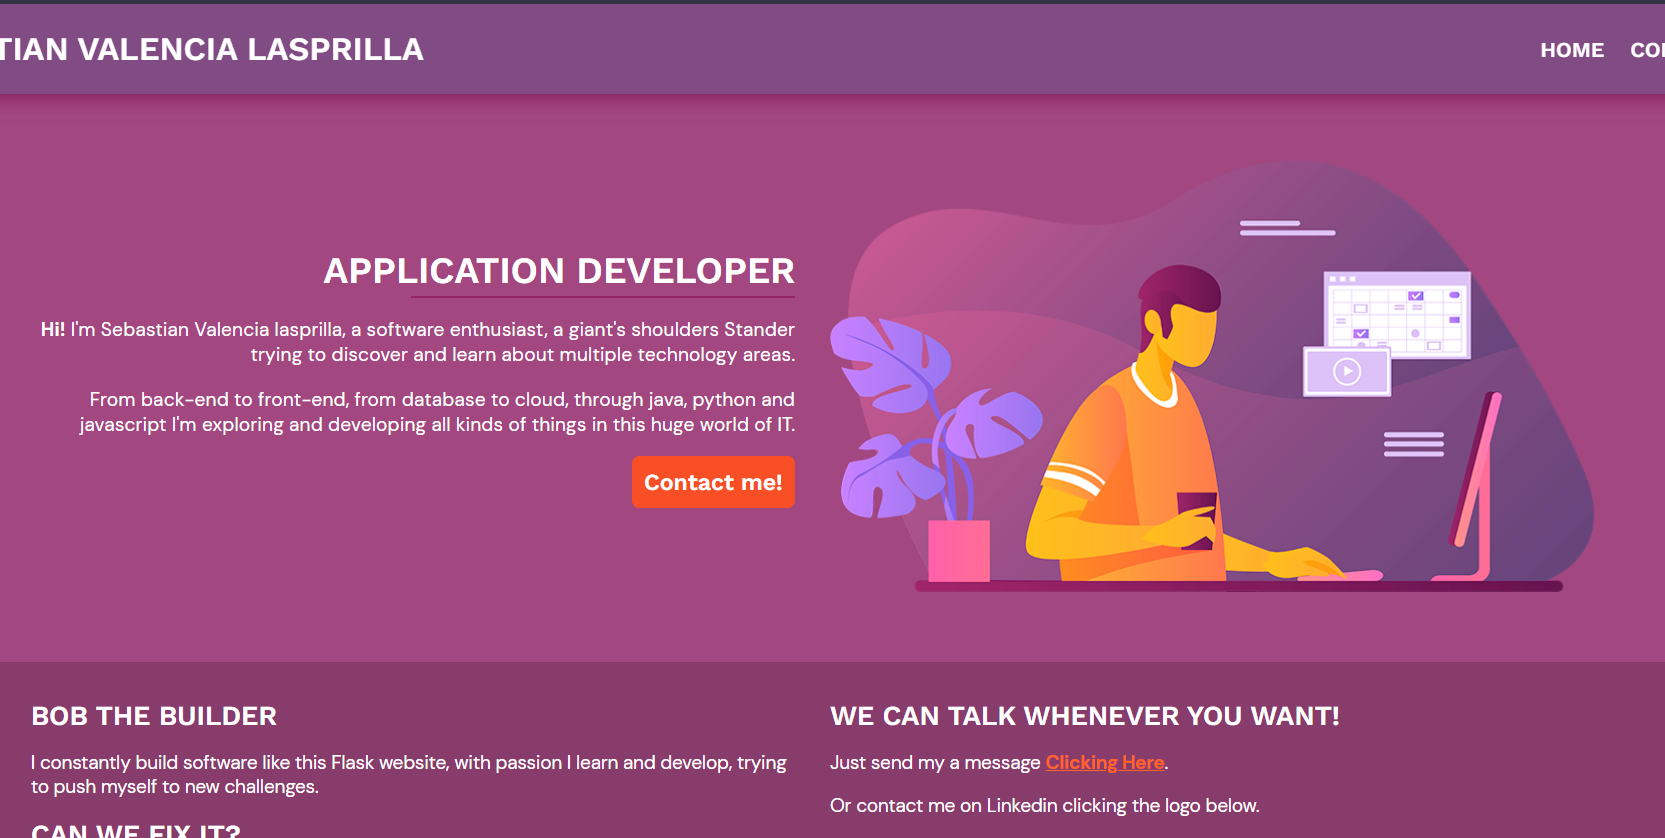 TIAN VALENCIA LASPRILLA
HOME
APPLICATION DEVELOPER
Hi! I'm Sebastian Valencia lasprilla, a software enthusiast, a giant's shoulders Stander
trying to discover and learn about multiple technology areas.
From back-end to front-end, from database to cloud, through java, python and
javascript I'm exploring and developing all kinds of things in this huge world of IT.
Contact me!
BOB THE BUILDER
I constantly build software like this Flask website, with passion I learn and develop, trying
to push myself to new challenges.
CAN WE FIX IT?
WE CAN TALK WHENEVER YOU WANT!
Just send my a message Clicking Here.
Or contact me on Linkedin clicking the logo below.